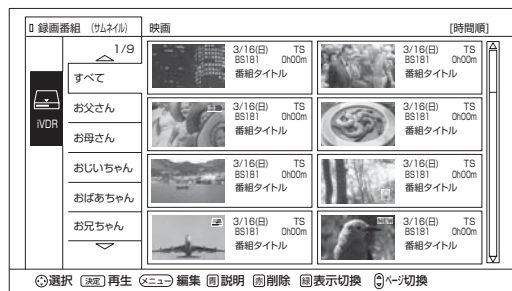 録画番組 (サムネイル) 映画 [時間順]
1/9
iVDR
すべて
お父さん
お母さん
おじいちゃん
おばあちゃん
お兄ちゃん
3/16(日) TS
BS181 0h00m
番組タイトル
3/16(日) TS
BS181 0h00m
番組タイトル
3/16(日) TS
BS181 0h00m
番組タイトル
3/16(日) TS
BS181 0h00m
番組タイトル
3/16(日) TS
BS181 0h00m
番組タイトル
3/16(日) TS
BS181 0h00m
番組タイトル
3/16(日) TS
BS181 0h00m
番組タイトル
NEW
3/16(日) TS
BS181 0h00m
番組タイトル
選択 決定 再生 メニュー 編集 青 説明 赤 削除 緑 表示切換 ページ切換